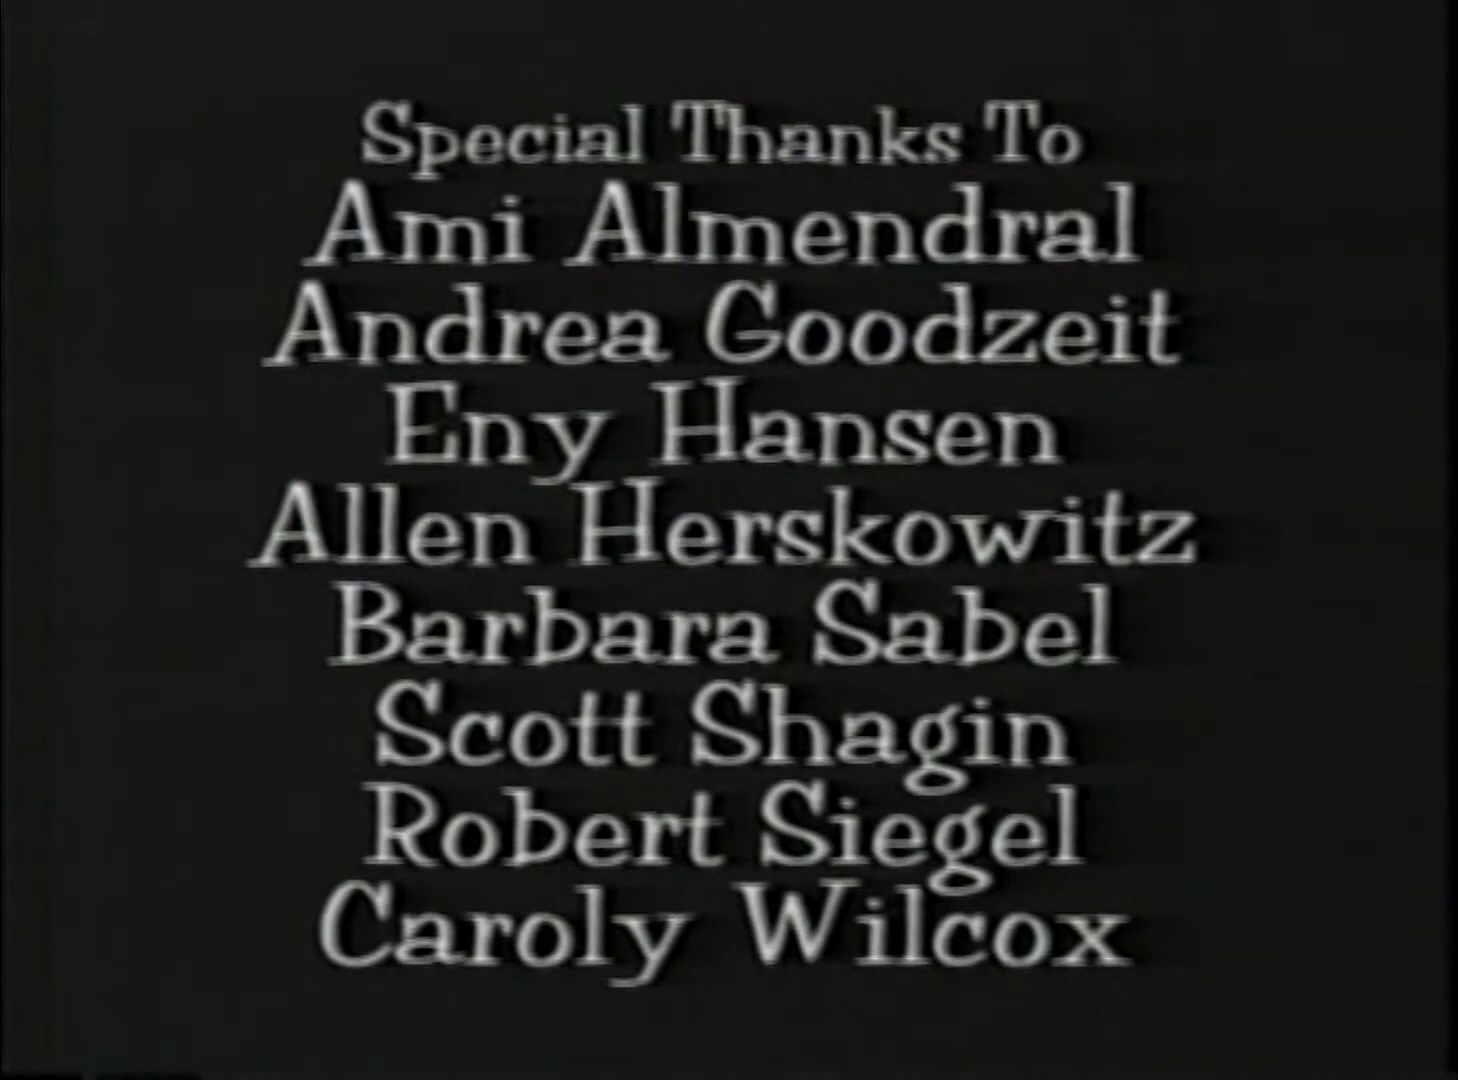 Special Thanks To
Ami Almendral
Andrea Goodzeit
Eny Hansen
Allen Herskowitz
Barbara Sabel
Scott Shagin
Robert Siegel
Caroly Wilcox